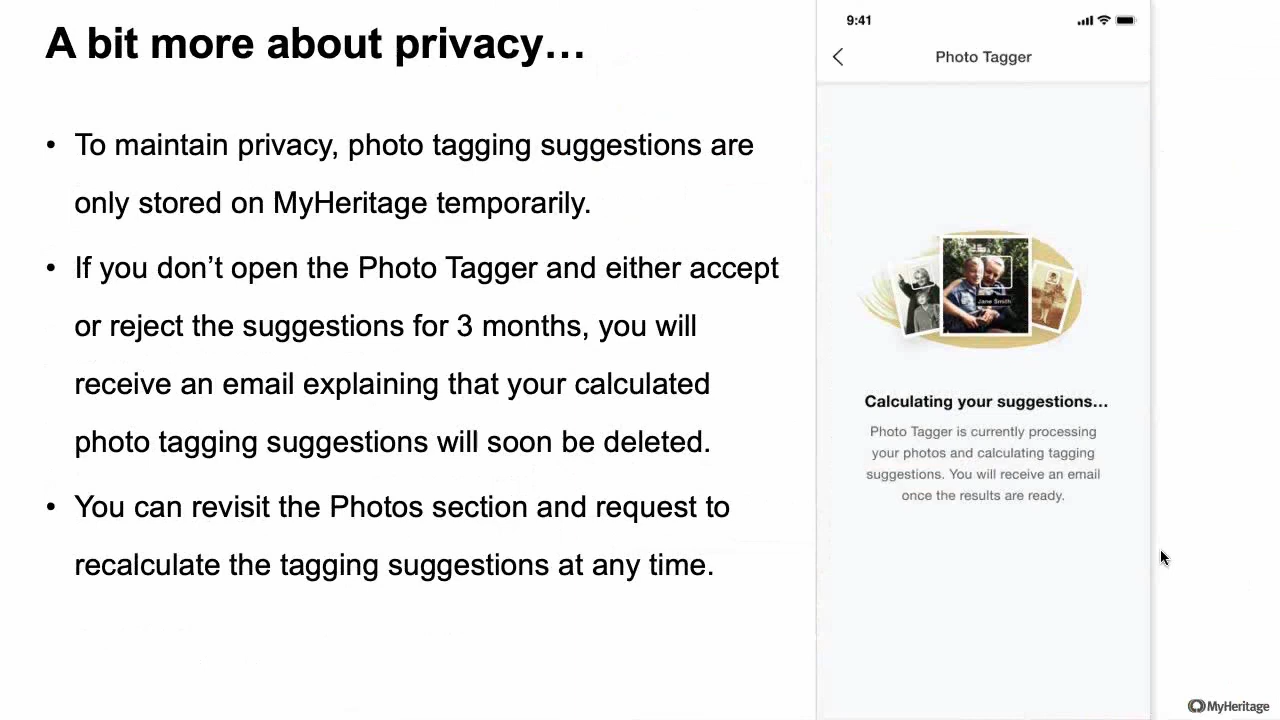 A bit more about privacy…
• To maintain privacy, photo tagging suggestions are
only stored on MyHeritage temporarily.
• If you don’t open the Photo Tagger and either accept
or reject the suggestions for 3 months, you will
receive an email explaining that your calculated
photo tagging suggestions will soon be deleted.
• You can revisit the Photos section and request to
recalculate the tagging suggestions at any time.
9:41
Photo Tagger
Jane Smith
Calculating your suggestions...
Photo Tagger is currently processing
your photos and calculating tagging
suggestions. You will receive an email
once the results are ready.
MyHeritage